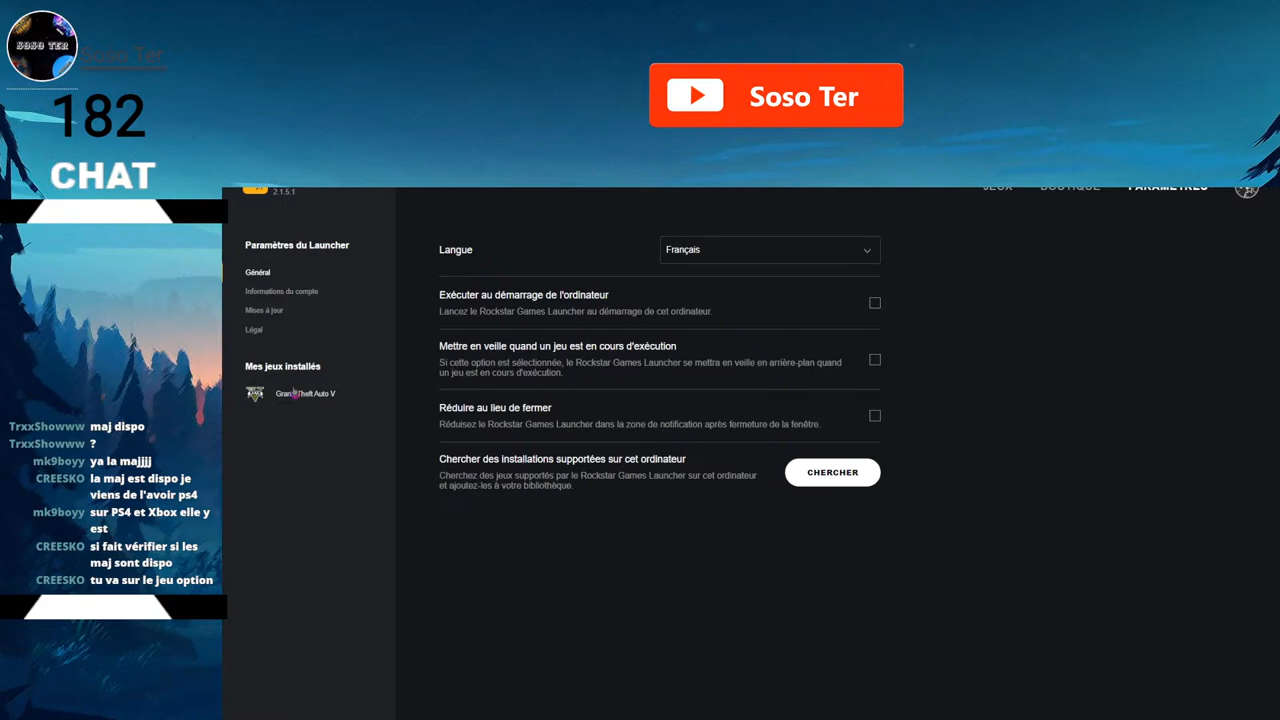 SOSO TER
Soso Ter
182
CHAT
Soso Ter
2.1.5.1
JEUX
BOUTIQUE
PARAMÈTRES
Paramètres du Launcher
Général
Informations du compte
Mises à jour
Légal
Mes jeux installés
Grand Theft Auto V
Langue
Français
Exécuter au démarrage de l'ordinateur
Lancez le Rockstar Games Launcher au démarrage de cet ordinateur.
Mettre en veille quand un jeu est en cours d'exécution
Si cette option est sélectionnée, le Rockstar Games Launcher se mettra en veille en arrière-plan quand
un jeu est en cours d'exécution.
Réduire au lieu de fermer
Réduisez le Rockstar Games Launcher dans la zone de notification après fermeture de la fenêtre.
Chercher des installations supportées sur cet ordinateur
Cherchez des jeux supportés par le Rockstar Games Launcher sur cet ordinateur
et ajoutez-les à votre bibliothèque.
CHERCHER
TrxxShowww maj dispo
TrxxShowww ?
mk9boyy ya la majjjj
CREESKO la maj est dispo je
viens de l'avoir ps4
mk9boyy sur PS4 et Xbox elle y
est
CREESKO si fait vérifier si les
maj sont dispo
CREESKO tu va sur le jeu option